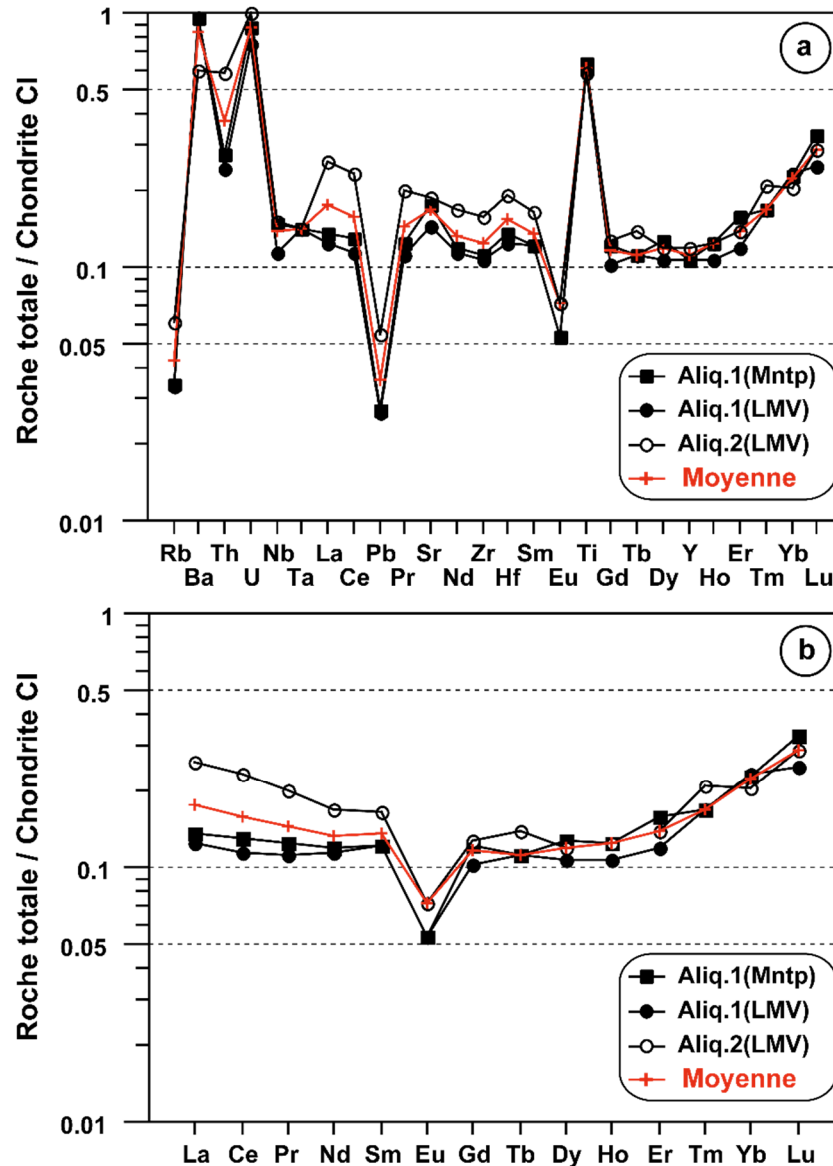 a
Roche totale / Chondrite CI
1
0.5
0.1
0.05
0.01
Aliq.1(Mntp)
Aliq.1(LMV)
Aliq.2(LMV)
Moyenne
Rb Th Nb La Pb Sr Zr Sm Ti Tb Y Er Yb
Ba U Ta Ce Pr Nd Hf Eu Gd Dy Ho Tm Lu
b
Roche totale / Chondrite CI
1
0.5
0.1
0.05
0.01
Aliq.1(Mntp)
Aliq.1(LMV)
Aliq.2(LMV)
Moyenne
La Ce Pr Nd Sm Eu Gd Tb Dy Ho Er Tm Yb Lu